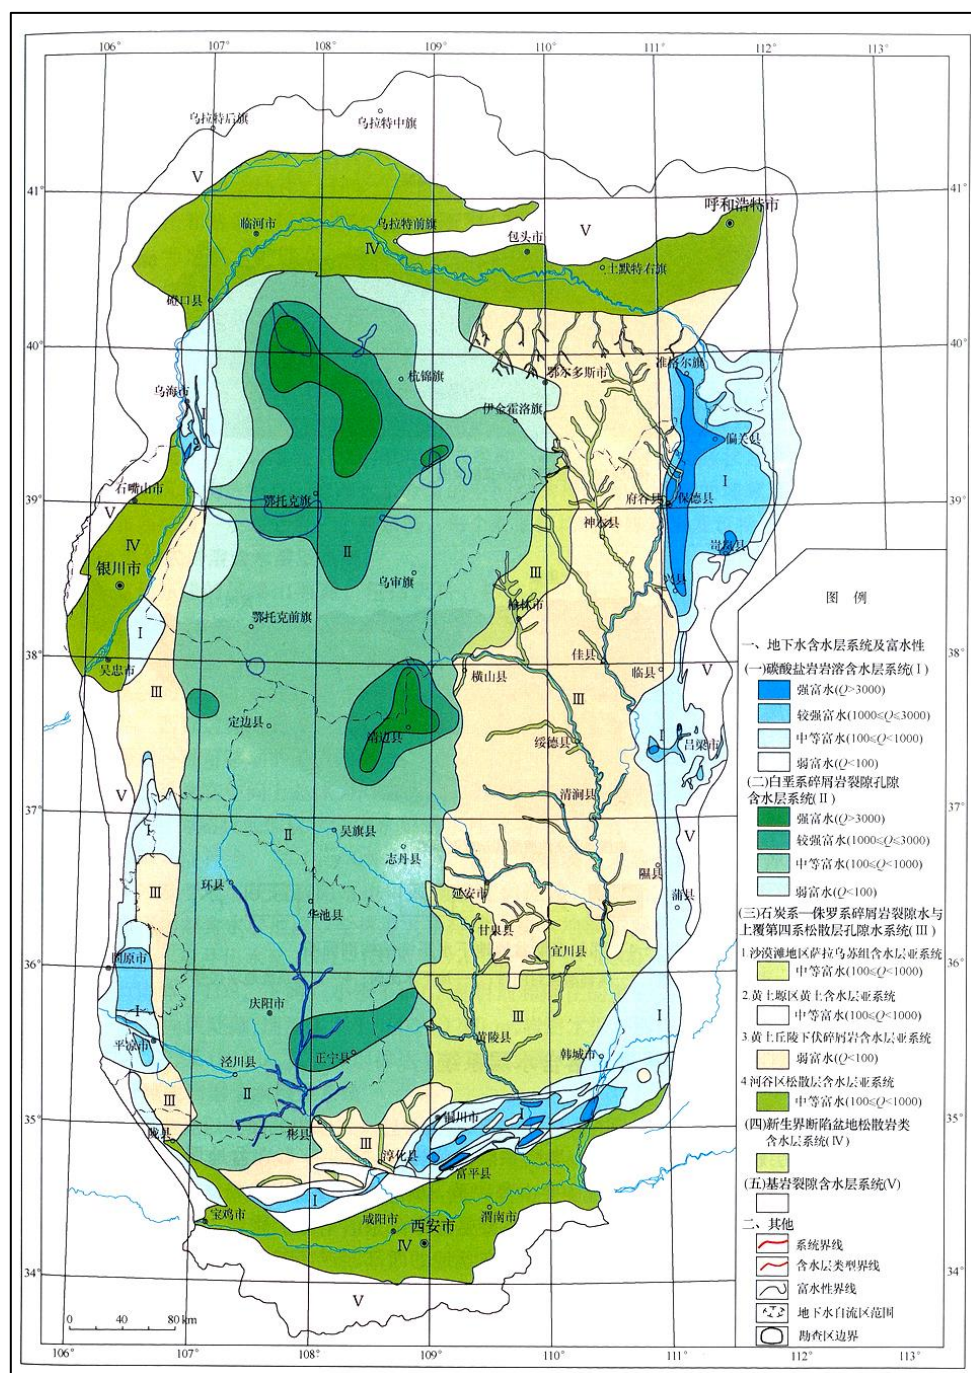 106° 107° 108° 109° 110° 111° 112° 113°
乌拉特后旗
乌拉特中旗
V
41° 41°
呼和浩特市
临河市
乌拉特前旗
V
包头市
IV
土默特右旗
磴口县
40° 40°
准格尔旗
杭锦旗
鄂尔多斯市
乌海市
伊金霍洛旗
I
偏关县
石嘴山市
I
39° 39°
鄂托克旗
府谷县
保德县
V
神木县
IV
II
岢岚县
银川市
乌审旗
III
兴县
榆林市
鄂托克前旗
I
佳县
38° 38°
吴忠市
横山县
临县
V
III
III
定边县
靖边县
绥德县
I
吕梁市
清涧县
37° 37°
V
I
II
吴旗县
V
志丹县
隰县
III
环县
延安市
蒲县
华池县
甘泉县
宜川县
固原市
36° 36°
I
庆阳市
III
I
平凉市
黄陵县
正宁县
韩城市
泾川县
II
III
I
35° 35°
铜川市
陇县
彬县
III
淳化县
富平县
I
宝鸡市
咸阳市
渭南市
西安市
IV
34° 34°
V
0 40 80 km
106° 107° 108° 109° 110° 111° 112° 113°
图 例
一、地下水含水层系统及富水性
(一)碳酸盐岩岩溶含水层系统(I)
强富水(Q>3000)
较强富水(1000≤Q≤3000)
中等富水(100≤Q<1000)
弱富水(Q<100)
(二)白垩系碎屑岩裂隙孔隙
含水层系统(II)
强富水(Q>3000)
较强富水(1000≤Q≤3000)
中等富水(100≤Q<1000)
弱富水(Q<100)
(三)石炭系—侏罗系碎屑岩裂隙水与
上覆第四系松散层孔隙水系统(III)
1.沙漠滩地区萨拉乌苏组含水层亚系统
中等富水(100≤Q<1000)
2.黄土塬区黄土含水层亚系统
中等富水(100≤Q<1000)
3.黄土丘陵下伏碎屑岩含水层亚系统
弱富水(Q<100)
4.河谷区松散层含水层亚系统
中等富水(100≤Q<1000)
(四)新生界断陷盆地松散岩类
含水层系统(IV)
(五)基岩裂隙含水层系统(V)
二、其他
系统界线
含水层类型界线
富水性界线
地下水自流区范围
勘查区边界